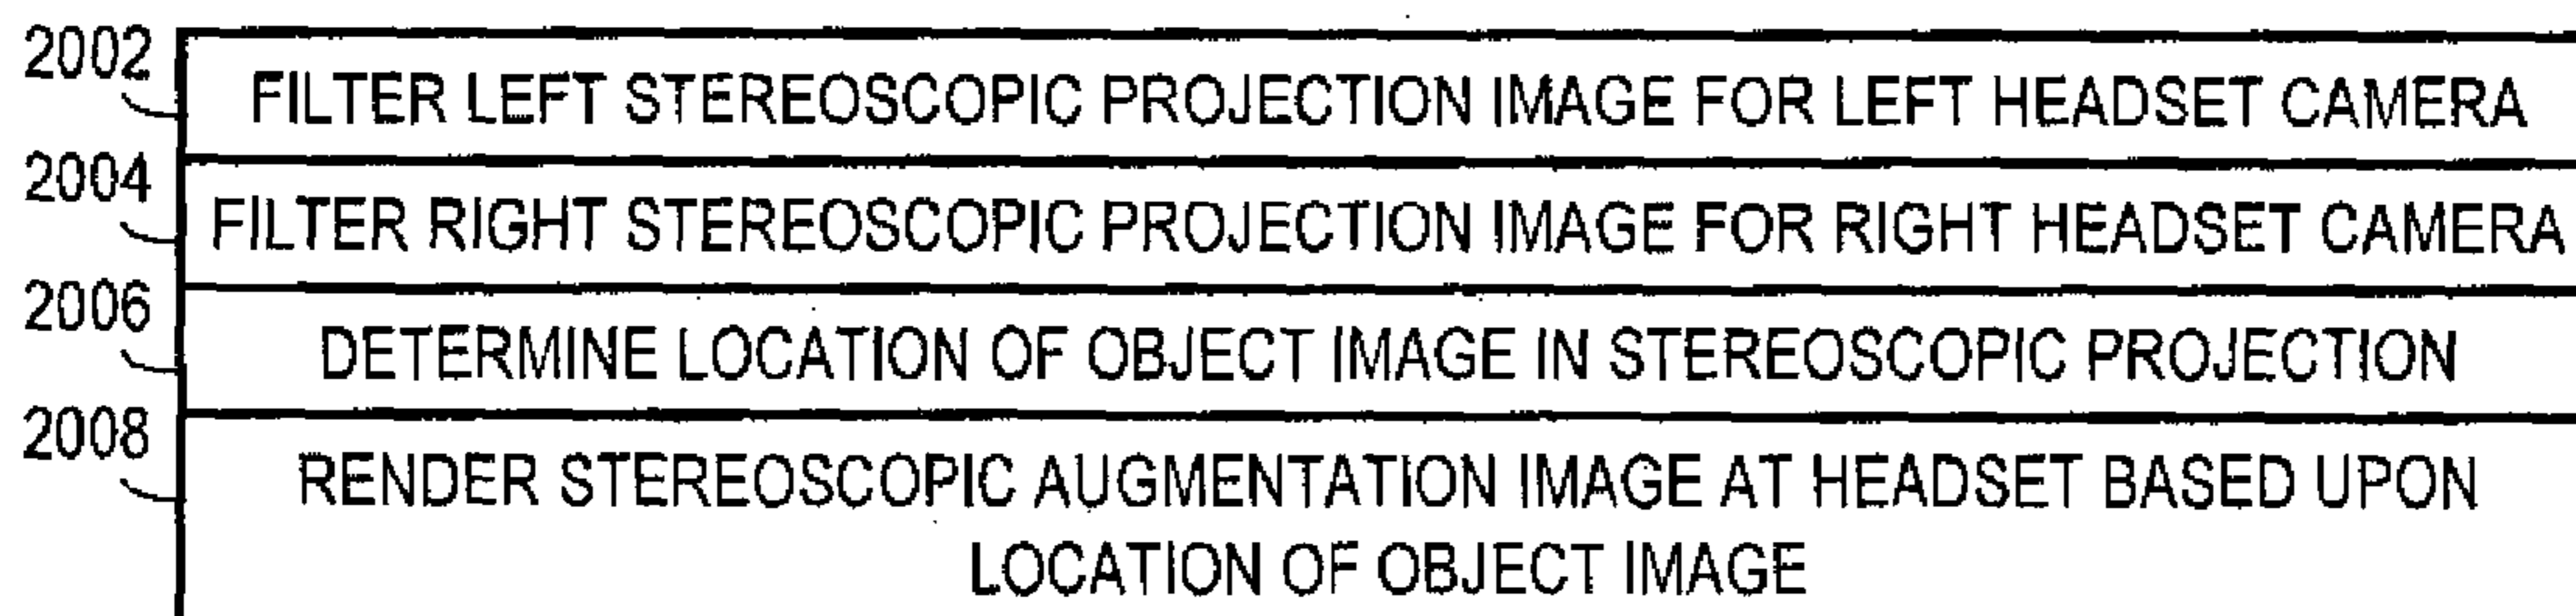 2002
FILTER LEFT STEREOSCOPIC PROJECTION IMAGE FOR LEFT HEADSET CAMERA
2004
FILTER RIGHT STEREOSCOPIC PROJECTION IMAGE FOR RIGHT HEADSET CAMERA
2006
DETERMINE LOCATION OF OBJECT IMAGE IN STEREOSCOPIC PROJECTION
2008
RENDER STEREOSCOPIC AUGMENTATION IMAGE AT HEADSET BASED UPON
LOCATION OF OBJECT IMAGE